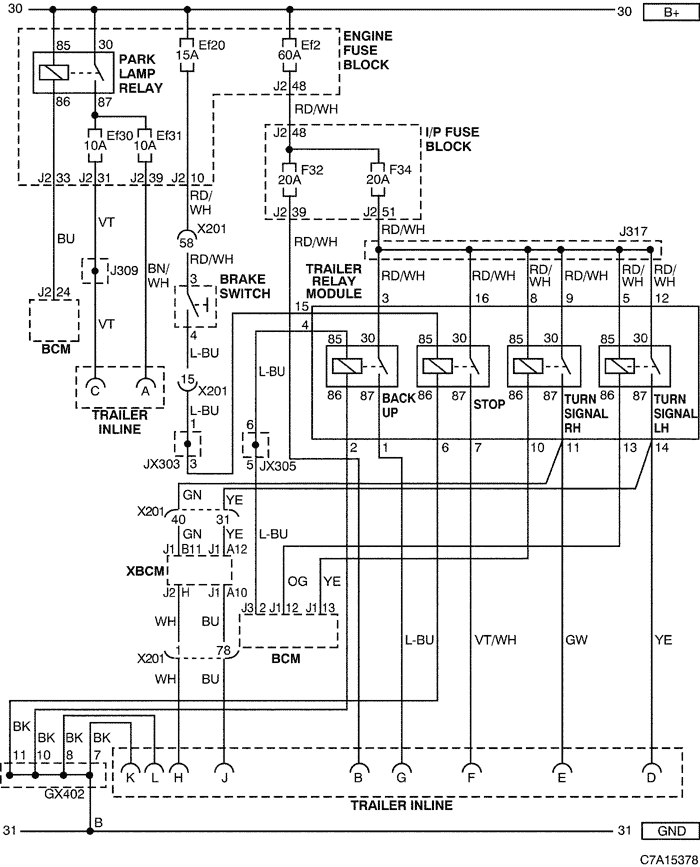 30 30 B+
85 30 Ef20 Ef2 ENGINE
PARK 15A 60A FUSE
LAMP BLOCK
RELAY
86 87 J2 48
RD/WH
Ef30 Ef31 J2 48 I/P FUSE
10A 10A BLOCK
F32 F34
20A 20A
J2 33 J2 31 J2 39 J2 10
RD/ J2 39 J2 51
WH
VT X201 RD/WH J317
BU 58 RD/WH
J309 BN/ RD/WH TRAILER RD/WH RD/WH RD/ RD/WH RD/ RD/
WH RELAY WH WH WH
3 BRAKE MODULE 3 16 8 9 5 12
J2 24 SWITCH
15
VT 4 4
BCM L-BU 85 30 85 30 85 30 85 30
C A 15 L-BU
X201
TRAILER L-BU 86 87 BACK 86 87 STOP 86 87 TURN 86 87 TURN
INLINE UP SIGNAL SIGNAL
RH LH
1 6
JX303 3 5 JX305 2 1 6 7 10 11 13 14
GN YE
X201 40 31
GN YE L-BU
J1 B11 J1 A12
XBCM
J2 H J1 A10 OG YE
J3 2 J1 12 J1 13
WH BU L-BU VT/WH GW YE
X201 1 78 BCM
WH BU
BK BK BK BK
11 10 8 7
K L H J B G F E D
GX402
TRAILER INLINE
B
31 31 GND
C7A15378